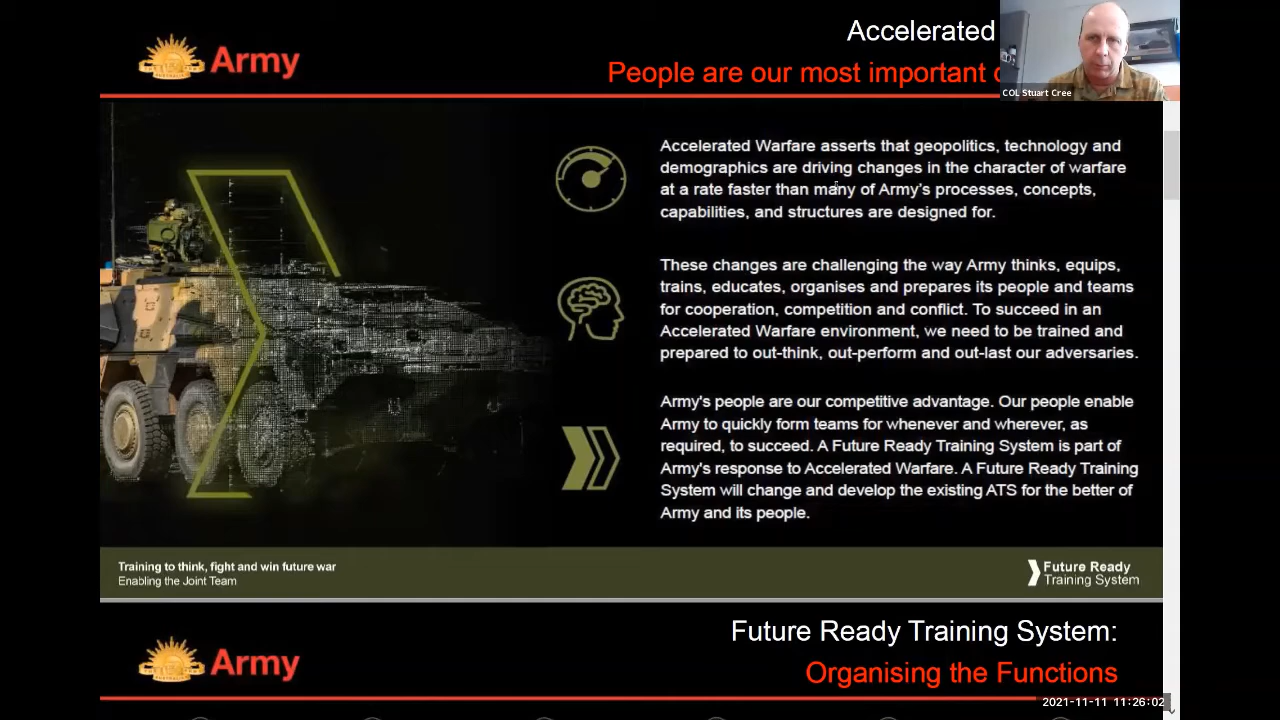 Accelerated
People are our most important
Army
COL Stuart Cree
AUSTRALIA
Accelerated Warfare asserts that geopolitics, technology and
demographics are driving changes in the character of warfare
at a rate faster than many of Army's processes, concepts,
capabilities, and structures are designed for.
These changes are challenging the way Army thinks, equips,
trains, educates, organises and prepares its people and teams
for cooperation, competition and conflict. To succeed in an
Accelerated Warfare environment, we need to be trained and
prepared to out-think, out-perform and out-last our adversaries.
Army's people are our competitive advantage. Our people enable
Army to quickly form teams for whenever and wherever, as
required, to succeed. A Future Ready Training System is part of
Army's response to Accelerated Warfare. A Future Ready Training
System will change and develop the existing ATS for the better of
Army and its people.
Training to think, fight and win future war
Enabling the Joint Team
Future Ready
Training System
Army
Future Ready Training System:
Organising the Functions
2021-11-11 11:26:02